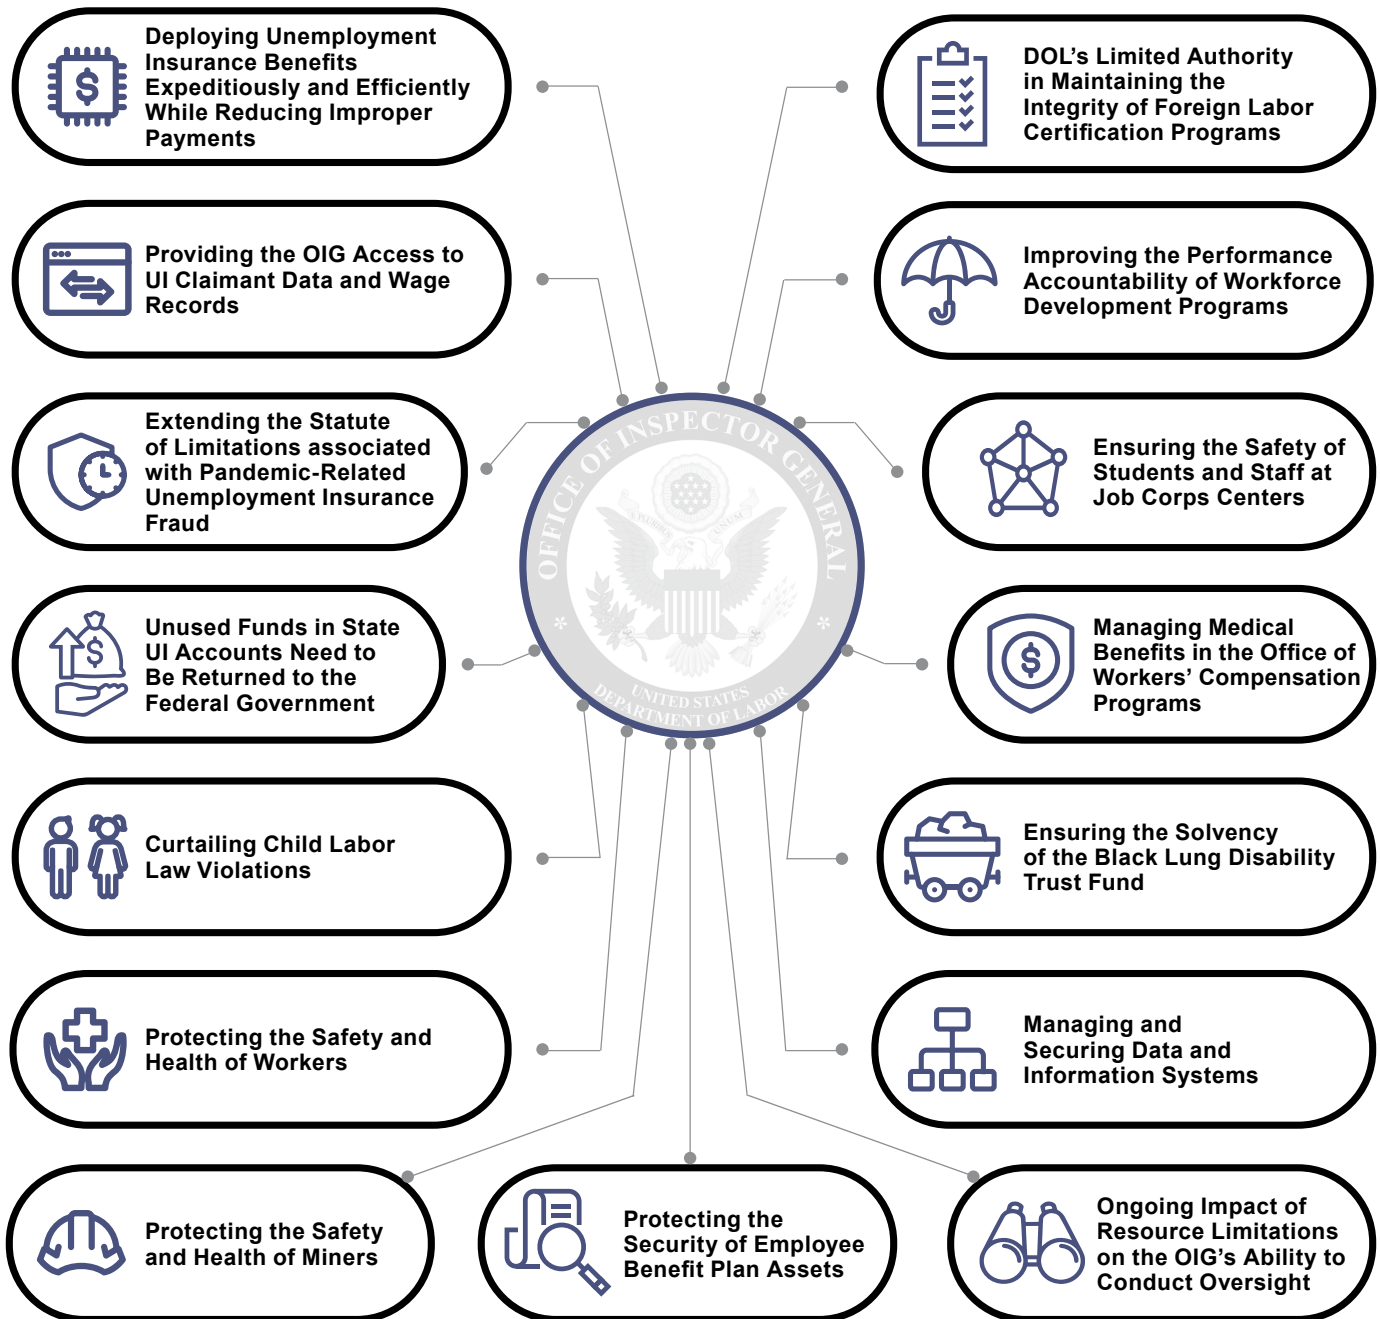 Deploying Unemployment
Insurance Benefits
Expeditiously and Efficiently
While Reducing Improper
Payments
DOL’s Limited Authority
in Maintaining the
Integrity of Foreign Labor
Certification Programs
Providing the OIG Access to
UI Claimant Data and Wage
Records
Improving the Performance
Accountability of Workforce
Development Programs
Extending the Statute
of Limitations associated
with Pandemic-Related
Unemployment Insurance
Fraud
OFFICE OF INSPECTOR GENERAL
E PLURIBUS UNUM
UNITED STATES
DEPARTMENT OF LABOR
Ensuring the Safety of
Students and Staff at
Job Corps Centers
Unused Funds in State
UI Accounts Need to
Be Returned to the
Federal Government
Managing Medical
Benefits in the Office of
Workers’ Compensation
Programs
Curtailing Child Labor
Law Violations
Ensuring the Solvency
of the Black Lung Disability
Trust Fund
Protecting the Safety and
Health of Workers
Managing and
Securing Data and
Information Systems
Protecting the Safety
and Health of Miners
Protecting the
Security of Employee
Benefit Plan Assets
Ongoing Impact of
Resource Limitations
on the OIG’s Ability to
Conduct Oversight